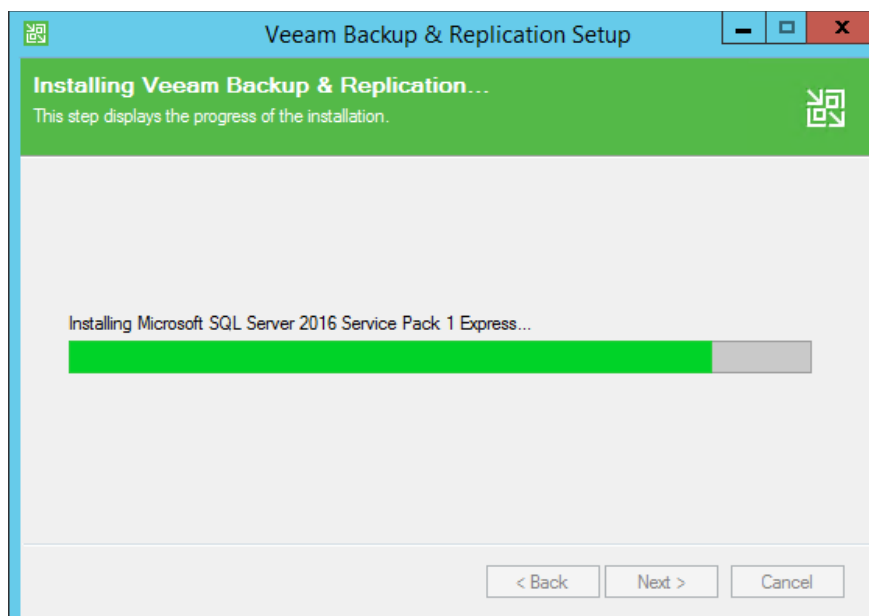 Veeam Backup & Replication Setup
Installing Veeam Backup & Replication...
This step displays the progress of the installation.
Installing Microsoft SQL Server 2016 Service Pack 1 Express...
< Back Next > Cancel